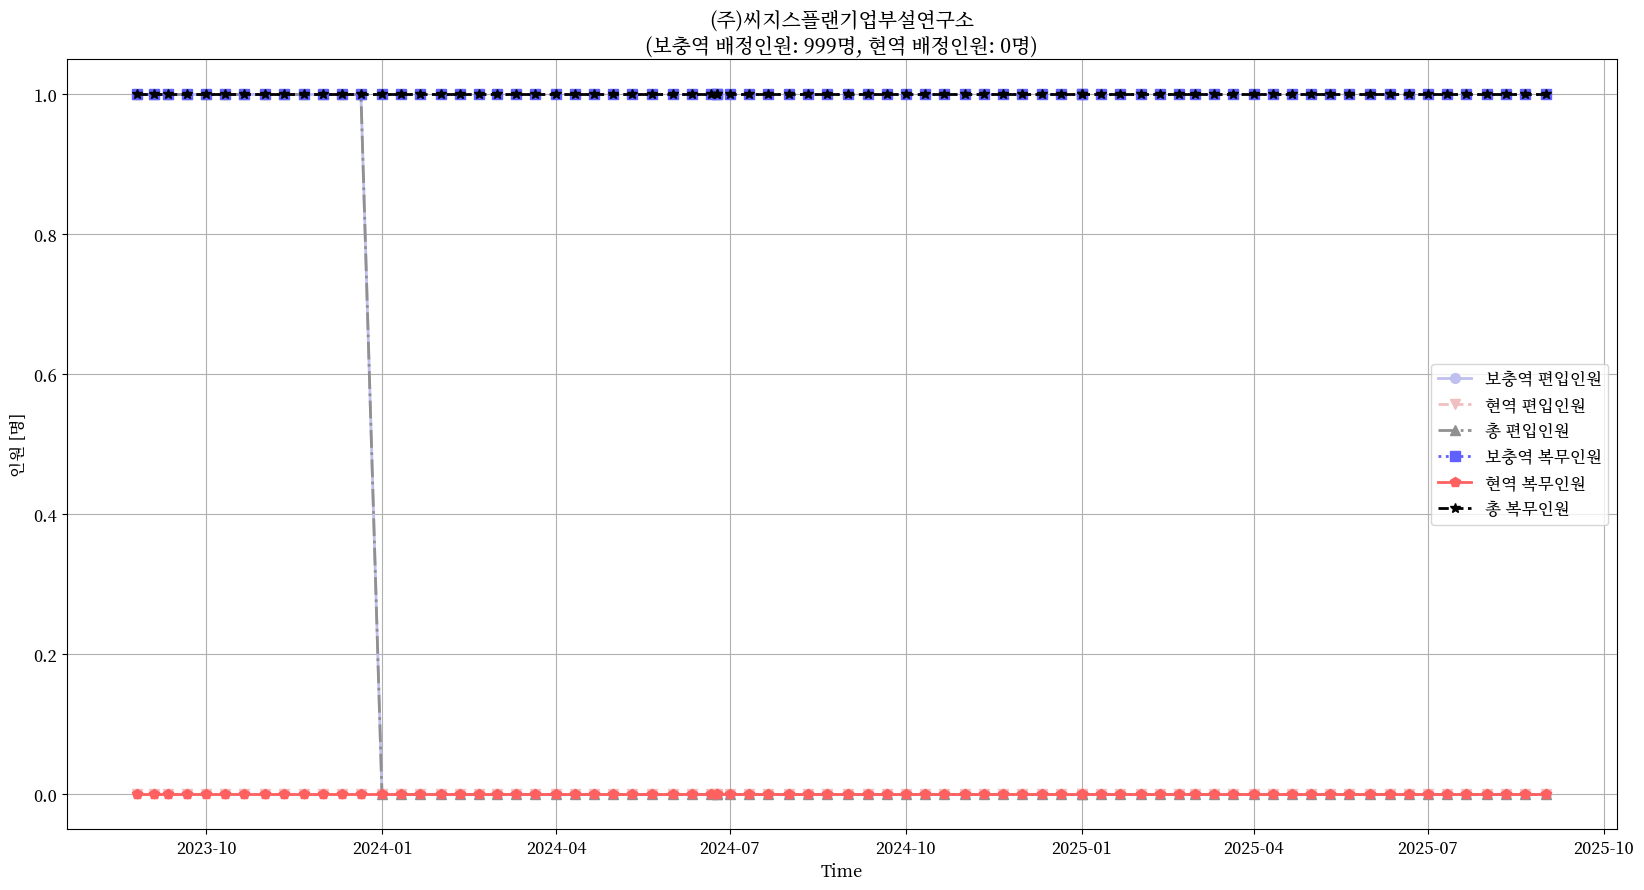 (주)씨지스플랜기업부설연구소
(보충역 배정인원: 999명, 현역 배정인원: 0명)
1.0
0.8
0.6
0.4
0.2
0.0
인원 [명]
보충역 편입인원
현역 편입인원
총 편입인원
보충역 복무인원
현역 복무인원
총 복무인원
2023-10
2024-01
2024-04
2024-07
2024-10
2025-01
2025-04
2025-07
2025-10
Time